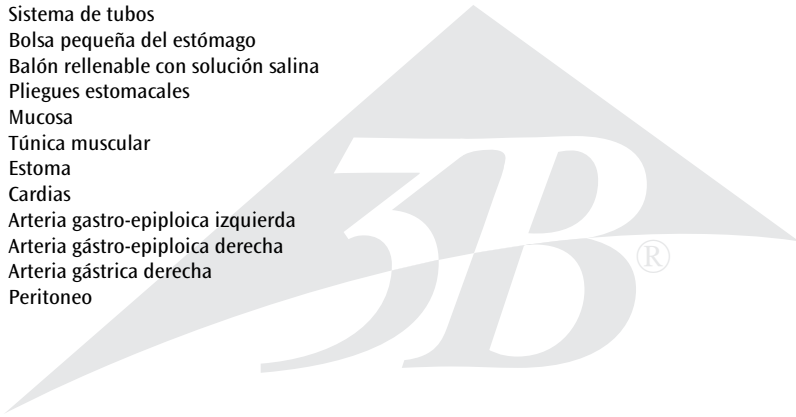 Sistema de tubos
Bolsa pequeña del estómago
Balón rellenable con solución salina
Pliegues estomacales
Mucosa
Túnica muscular
Estoma
Cardias
Arteria gastro-epiploica izquierda
Arteria gástro-epiploica derecha
Arteria gástrica derecha
Peritoneo
3B
®